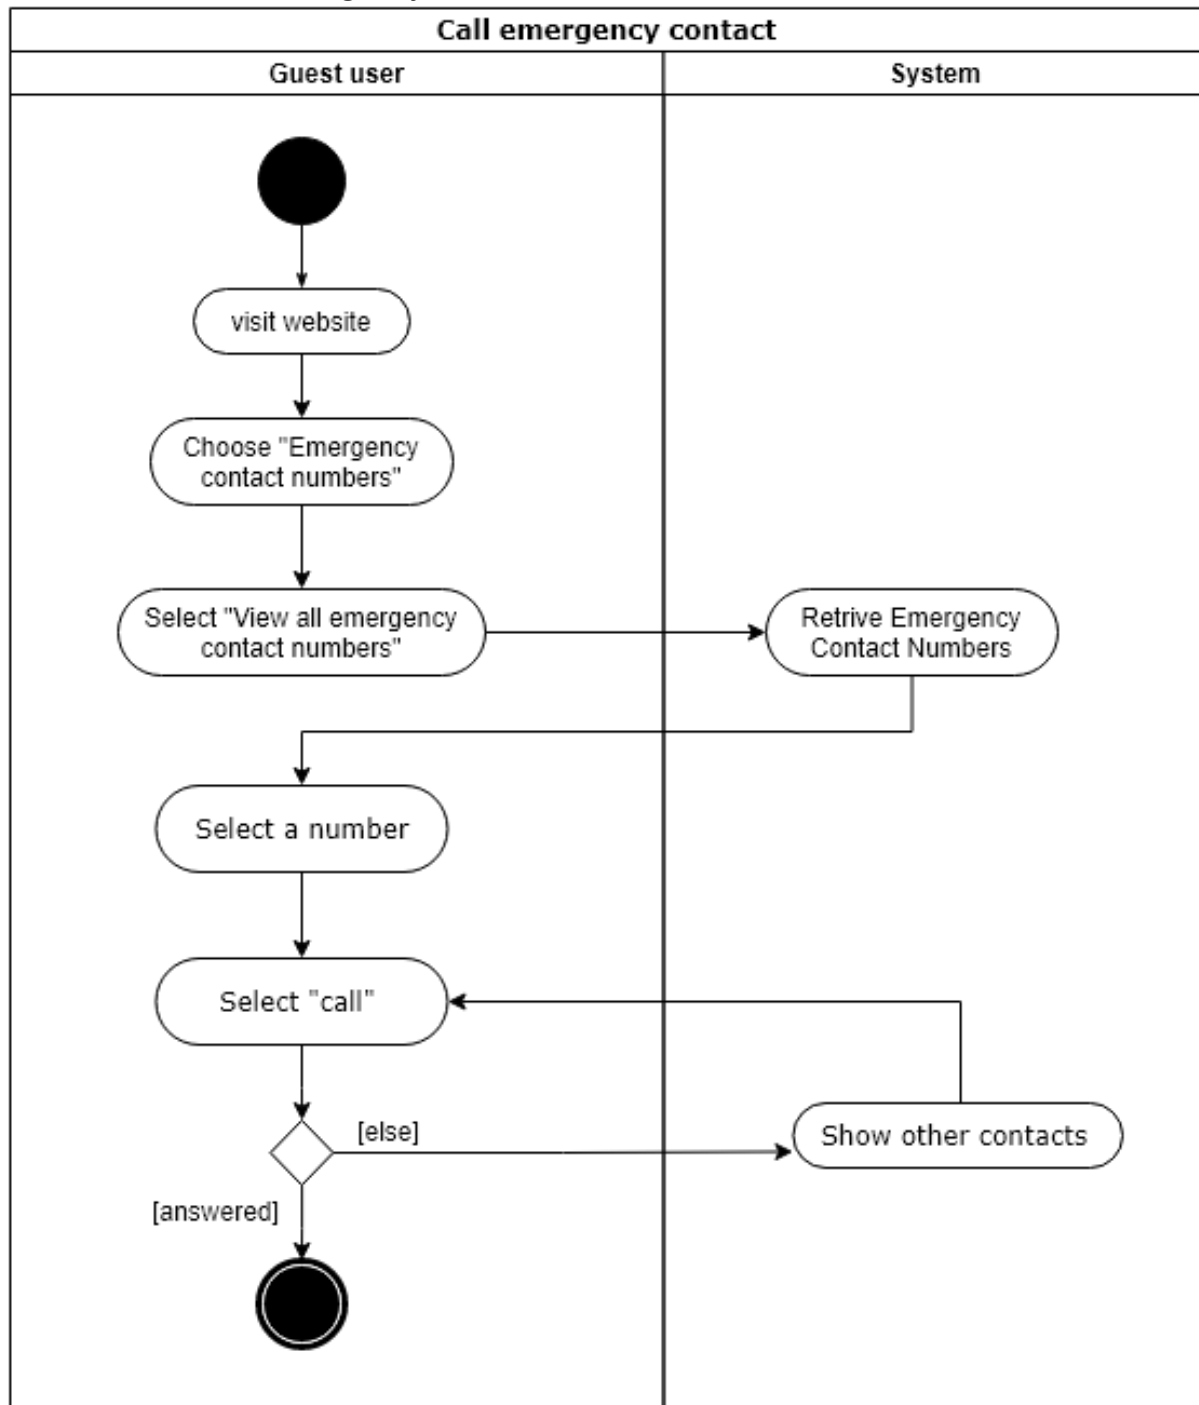 Call emergency contact
Guest user
System
visit website
Choose "Emergency
contact numbers"
Select "View all emergency
contact numbers"
Retrive Emergency
Contact Numbers
Select a number
Select "call"
[else]
Show other contacts
[answered]